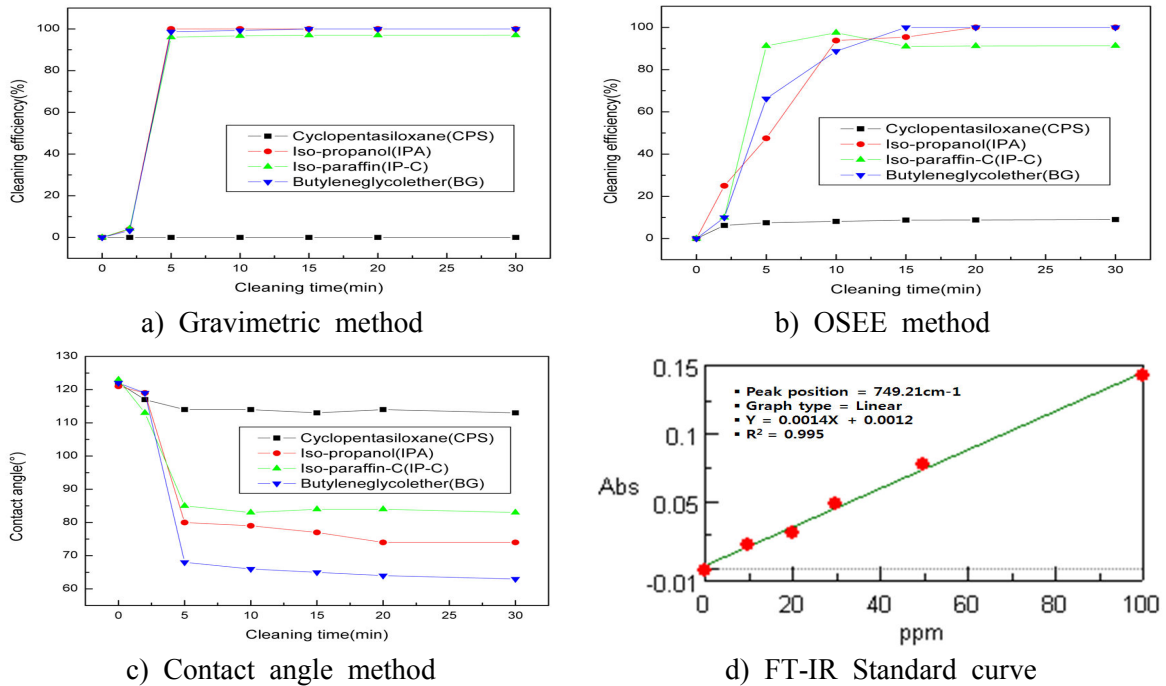 100
80
60
40
20
0
Cleaning efficiency(%)
Cyclopentasiloxane(CPS)
Iso-propanol(IPA)
Iso-paraffin(IP-C)
Butyleneglycolether(BG)
0 5 10 15 20 25 30
Cleaning time(min)
a) Gravimetric method
100
80
60
40
20
0
Cleaning efficiency(%)
Cyclopentasiloxane(CPS)
Iso-propanol(IPA)
Iso-paraffin-C(IP-C)
Butyleneglycolether(BG)
0 5 10 15 20 25 30
Cleaning time(min)
b) OSEE method
130
120
110
100
90
80
70
60
Contact angle(°)
Cyclopentasiloxane(CPS)
Iso-propanol(IPA)
Iso-paraffin-C(IP-C)
Butyleneglycolether(BG)
0 5 10 15 20 25 30
Cleaning time(min)
c) Contact angle method
0.15
0.1
Abs
0.05
-0.01
▪ Peak position = 749.21cm-1
▪ Graph type = Linear
▪ Y = 0.0014X + 0.0012
▪ R² = 0.995
0 20 40 60 80 100
ppm
d) FT-IR Standard curve